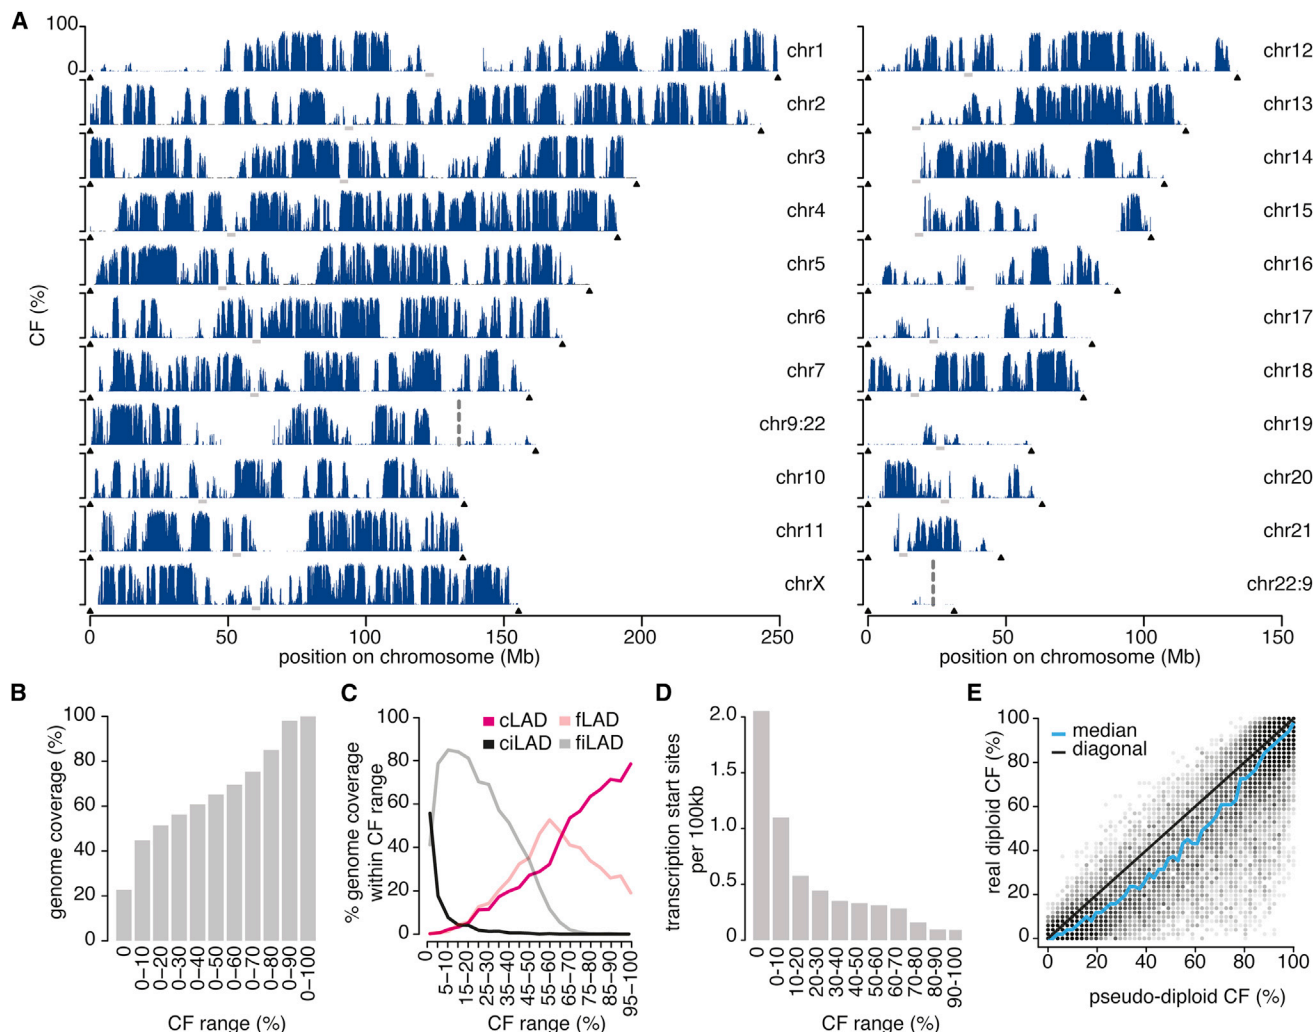 A
100
0
CF (%)
chr1
chr2
chr3
chr4
chr5
chr6
chr7
chr9:22
chr10
chr11
chrX
0
50
100
150
200
250
position on chromosome (Mb)
chr12
chr13
chr14
chr15
chr16
chr17
chr18
chr19
chr20
chr21
chr22:9
0
50
100
150
position on chromosome (Mb)
B
genome coverage (%)
100
80
60
40
20
0
0
0–10
0–20
0–30
0–40
0–50
0–60
0–70
0–80
0–90
0–100
CF range (%)
C
% genome coverage
within CF range
100
80
60
40
20
0
cLAD
fLAD
ciLAD
fiLAD
0
5–10
15–20
25–30
35–40
45–50
55–60
65–70
75–80
85–90
95–100
CF range (%)
D
transcription start sites
per 100kb
2.0
1.5
1.0
0.5
0
0
0-10
10-20
20-30
30-40
40-50
50-60
60-70
70-80
80-90
90-100
CF range (%)
E
real diploid CF (%)
100
80
60
40
20
0
median
diagonal
0
20
40
60
80
100
pseudo-diploid CF (%)